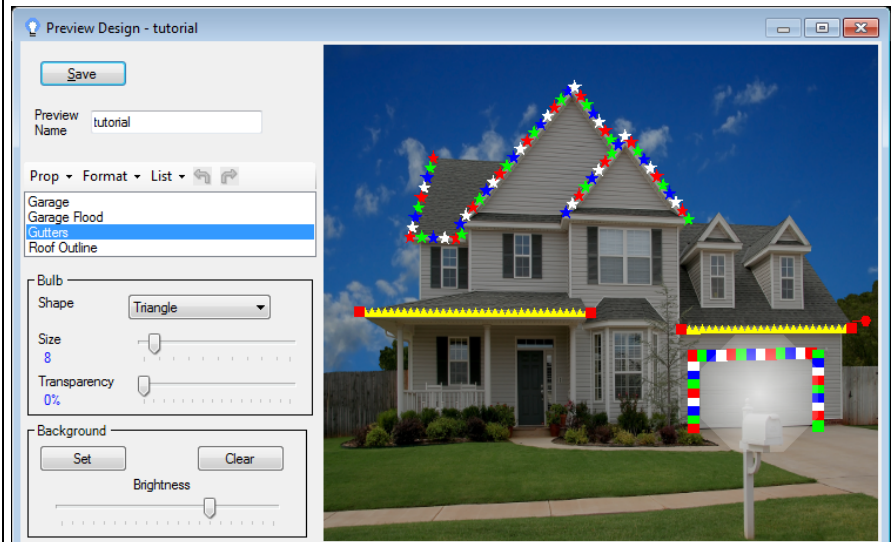 Preview Design - tutorial
Save
Preview
Name
tutorial
Prop Format List
Garage
Garage Flood
Gutters
Roof Outline
Bulb
Shape
Triangle
Size
8
Transparency
0%
Background
Set Clear
Brightness